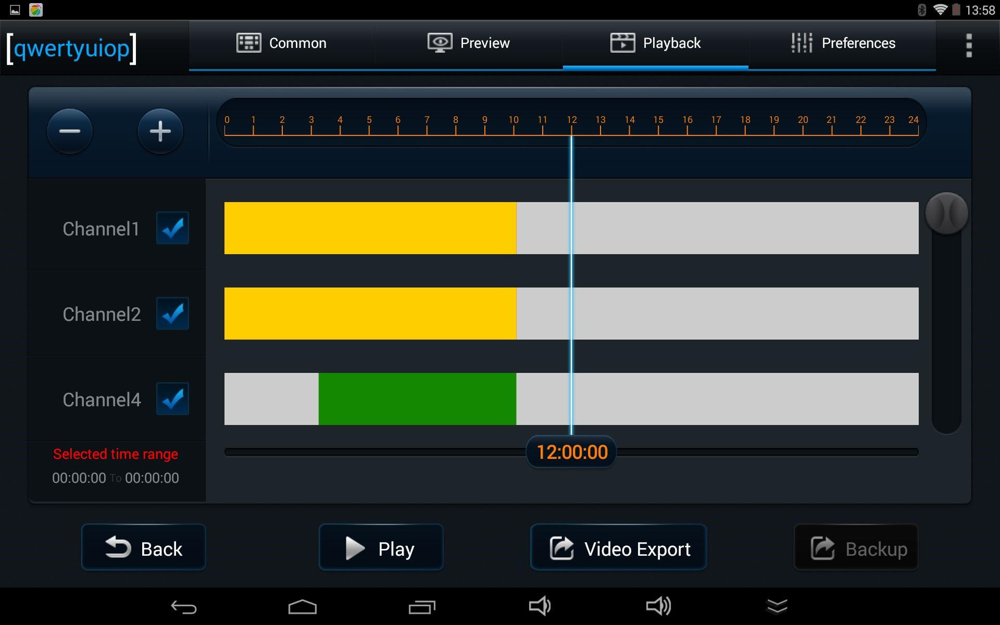 13:58
[qwertyuiop]
Common
Preview
Playback
Preferences
0 1 2 3 4 5 6 7 8 9 10 11 12 13 14 15 16 17 18 19 20 21 22 23 24
Channel1
Channel2
Channel4
12:00:00
Selected time range
00:00:00 To 00:00:00
Back
Play
Video Export
Backup